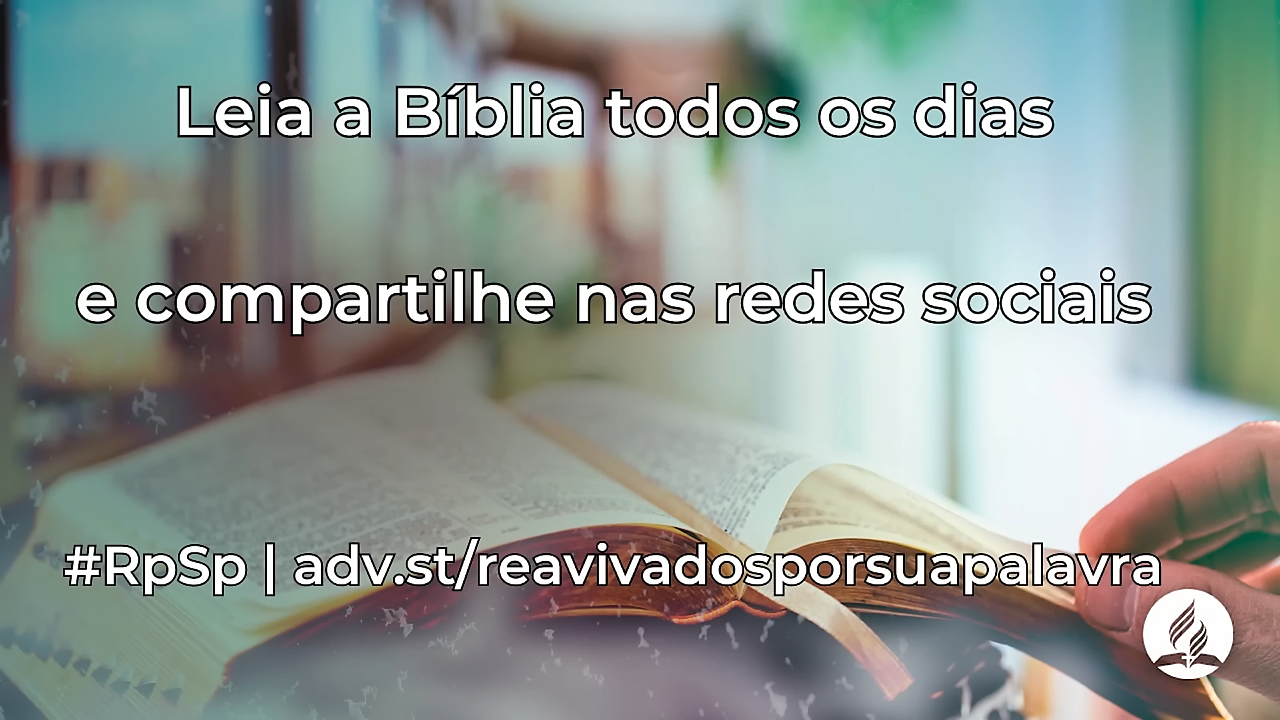 Leia a Bíblia todos os dias
e compartilhe nas redes sociais
#RpSp | adv.st/reavivadosporsuapalavra